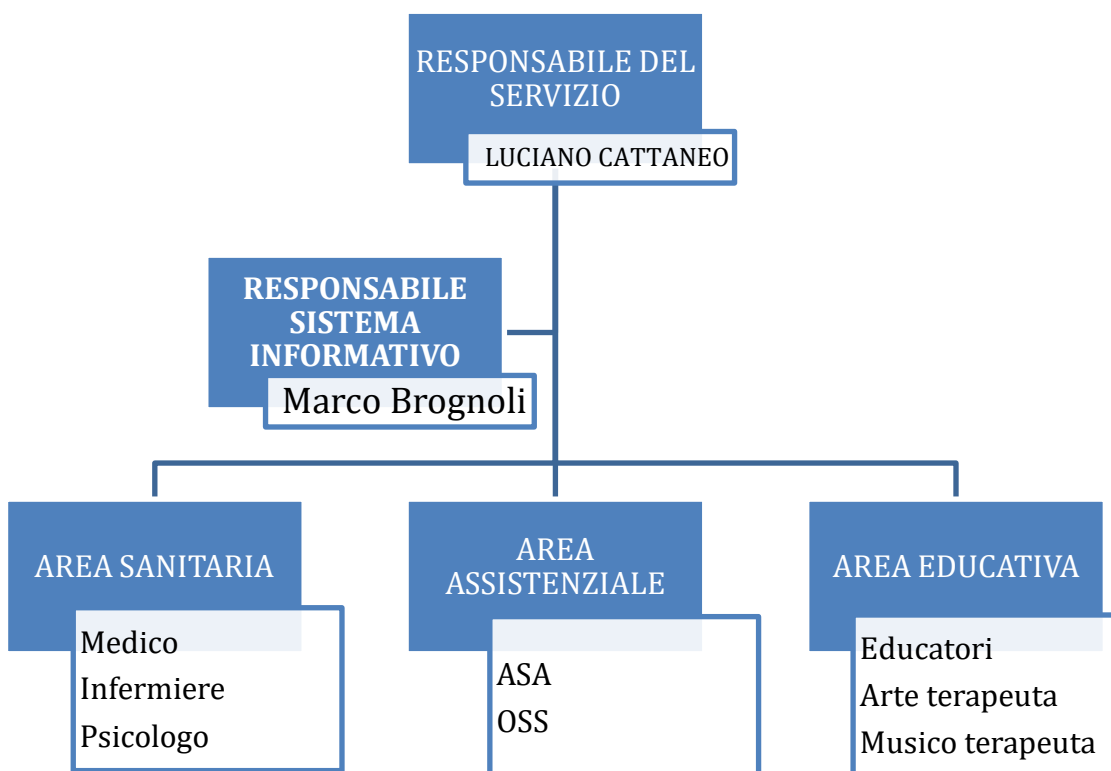 RESPONSABILE DEL
SERVIZIO
LUCIANO CATTANEO
RESPONSABILE
SISTEMA
INFORMATIVO
Marco Brognoli
AREA SANITARIA
Medico
Infermiere
Psicologo
AREA
ASSISTENZIALE
ASA
OSS
AREA EDUCATIVA
Educatori
Arte terapeuta
Musico terapeuta